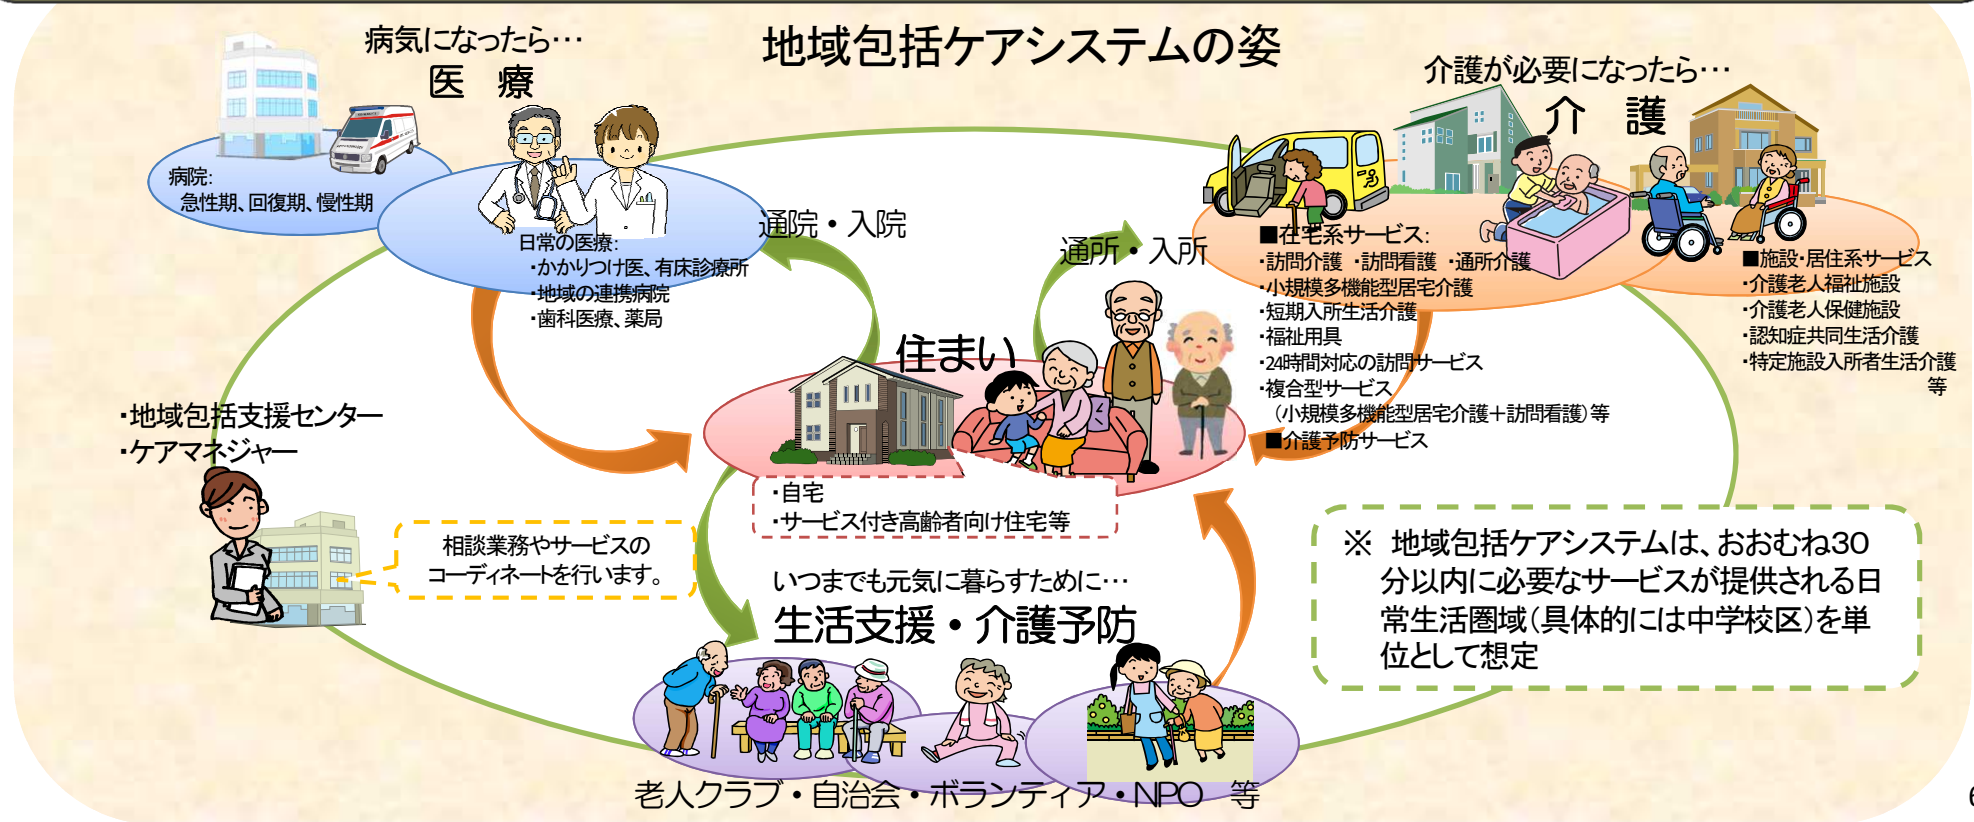 地域包括ケアシステムの姿
病気になったら…
医　療
病院:
急性期、回復期、慢性期
日常の医療:
・かかりつけ医、有床診療所
・地域の連携病院
・歯科医療、薬局
通院・入院
通所・入所
介護が必要になったら…
介　護
■在宅系サービス:
・訪問介護　・訪問看護　・通所介護
・小規模多機能型居宅介護
・短期入所生活介護
・福祉用具
・24時間対応の訪問サービス
・複合型サービス
（小規模多機能型居宅介護＋訪問看護）等
■介護予防サービス
■施設・居住系サービス
・介護老人福祉施設
・介護老人保健施設
・認知症共同生活介護
・特定施設入所者生活介護
等
住まい
・自宅
・サービス付き高齢者向け住宅等
・地域包括支援センター
・ケアマネジャー
相談業務やサービスの
コーディネートを行います。
いつまでも元気に暮らすために…
生活支援・介護予防
老人クラブ・自治会・ボランティア・NPO　等
※　地域包括ケアシステムは、おおむね30
分以内に必要なサービスが提供される日
常生活圏域（具体的には中学校区）を単
位として想定